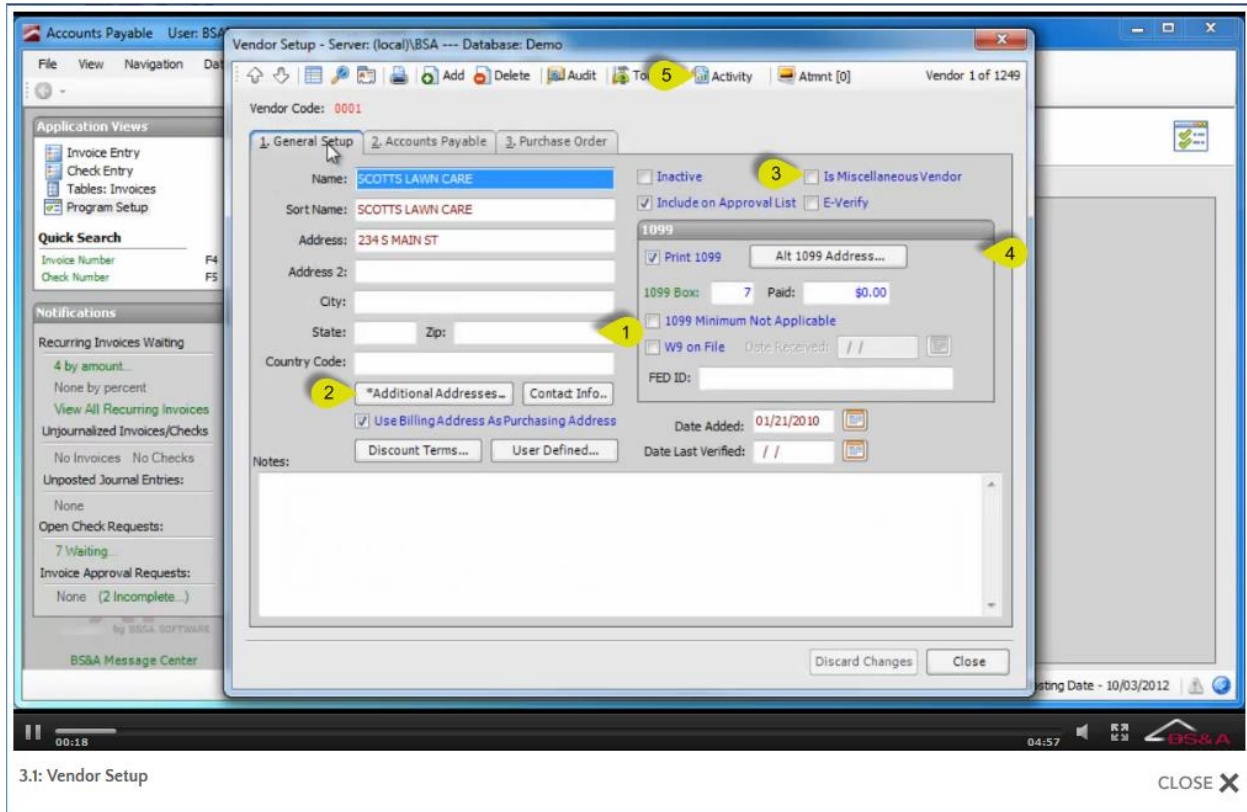 Accounts Payable User: BSA
Vendor Setup - Server: (local)\BSA --- Database: Demo
File View Navigation Dat
Add Delete Audit To 5 Activity Atmnt [0] Vendor 1 of 1249
Vendor Code: 0001
Application Views
Invoice Entry
Check Entry
Tables: Invoices
Program Setup
Quick Search
Invoice Number F4
Check Number F5
Notifications
Recurring Invoices Waiting
4 by amount...
None by percent
View All Recurring Invoices
Unjournalized Invoices/Checks
No Invoices No Checks
Unposted Journal Entries:
None
Open Check Requests:
7 Waiting...
Invoice Approval Requests:
None (2 Incomplete...)
by BS&A SOFTWARE
BS&A Message Center
1. General Setup 2. Accounts Payable 3. Purchase Order
Name: SCOTTS LAWN CARE
Sort Name: SCOTTS LAWN CARE
Address: 234 S MAIN ST
Address 2:
City:
State: Zip: 1
Country Code:
2 *Additional Addresses... Contact Info..
Use Billing Address As Purchasing Address
Discount Terms... User Defined...
Notes:
Inactive 3 Is Miscellaneous Vendor
Include on Approval List E-Verify
1099
Print 1099 Alt 1099 Address... 4
1099 Box: 7 Paid: $0.00
1099 Minimum Not Applicable
W9 on File Date Received: / /
FED ID:
Date Added: 01/21/2010
Date Last Verified: / /
Discard Changes Close
sting Date - 10/03/2012
00:18 04:57 BS&A
3.1: Vendor Setup
CLOSE